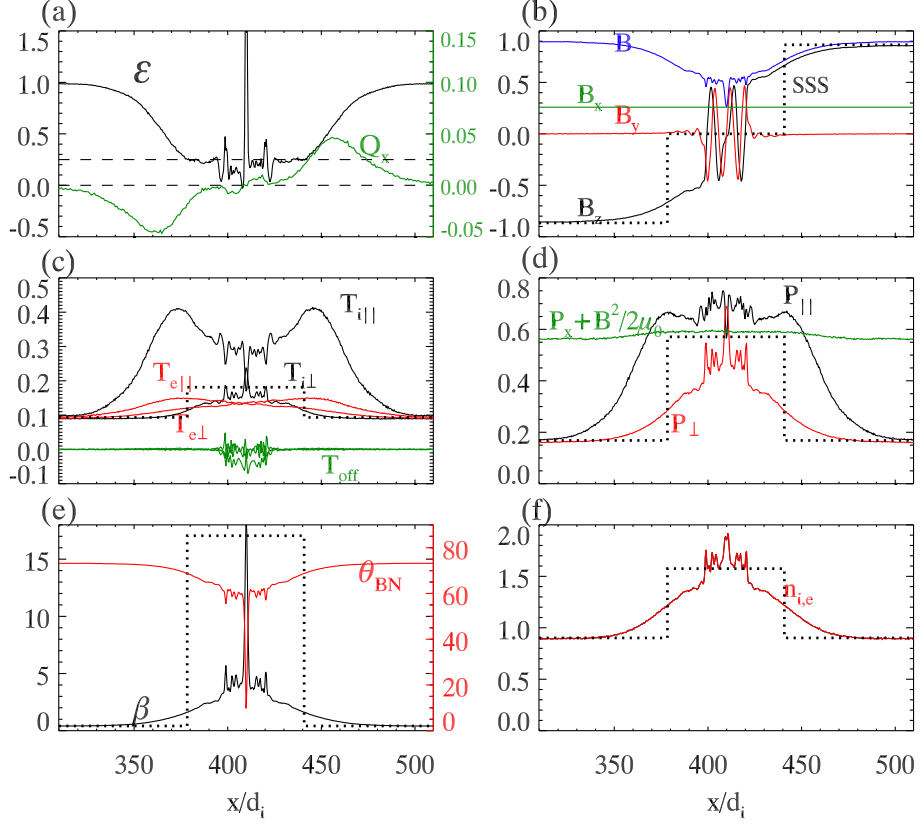 (a)
(b)
1.5
1.0
0.5
0.0
-0.5
ε
Q_x
0.15
0.10
0.05
0.00
-0.05
1.0
0.5
0.0
-0.5
-1.0
B
B_x
B_y
B_z
SSS
(c)
(d)
0.5
0.4
0.3
0.2
0.1
0.0
-0.1
T_i||
T_e||
T_i⊥
T_e⊥
T_off
0.8
0.6
0.4
0.2
0.0
P_x+B^2/2μ_0
P_||
P_⊥
(e)
(f)
15
10
5
0
θ_BN
β
80
60
40
20
0
2.0
1.5
1.0
0.5
0.0
n_i,e
350 400 450 500
350 400 450 500
x/d_i
x/d_i